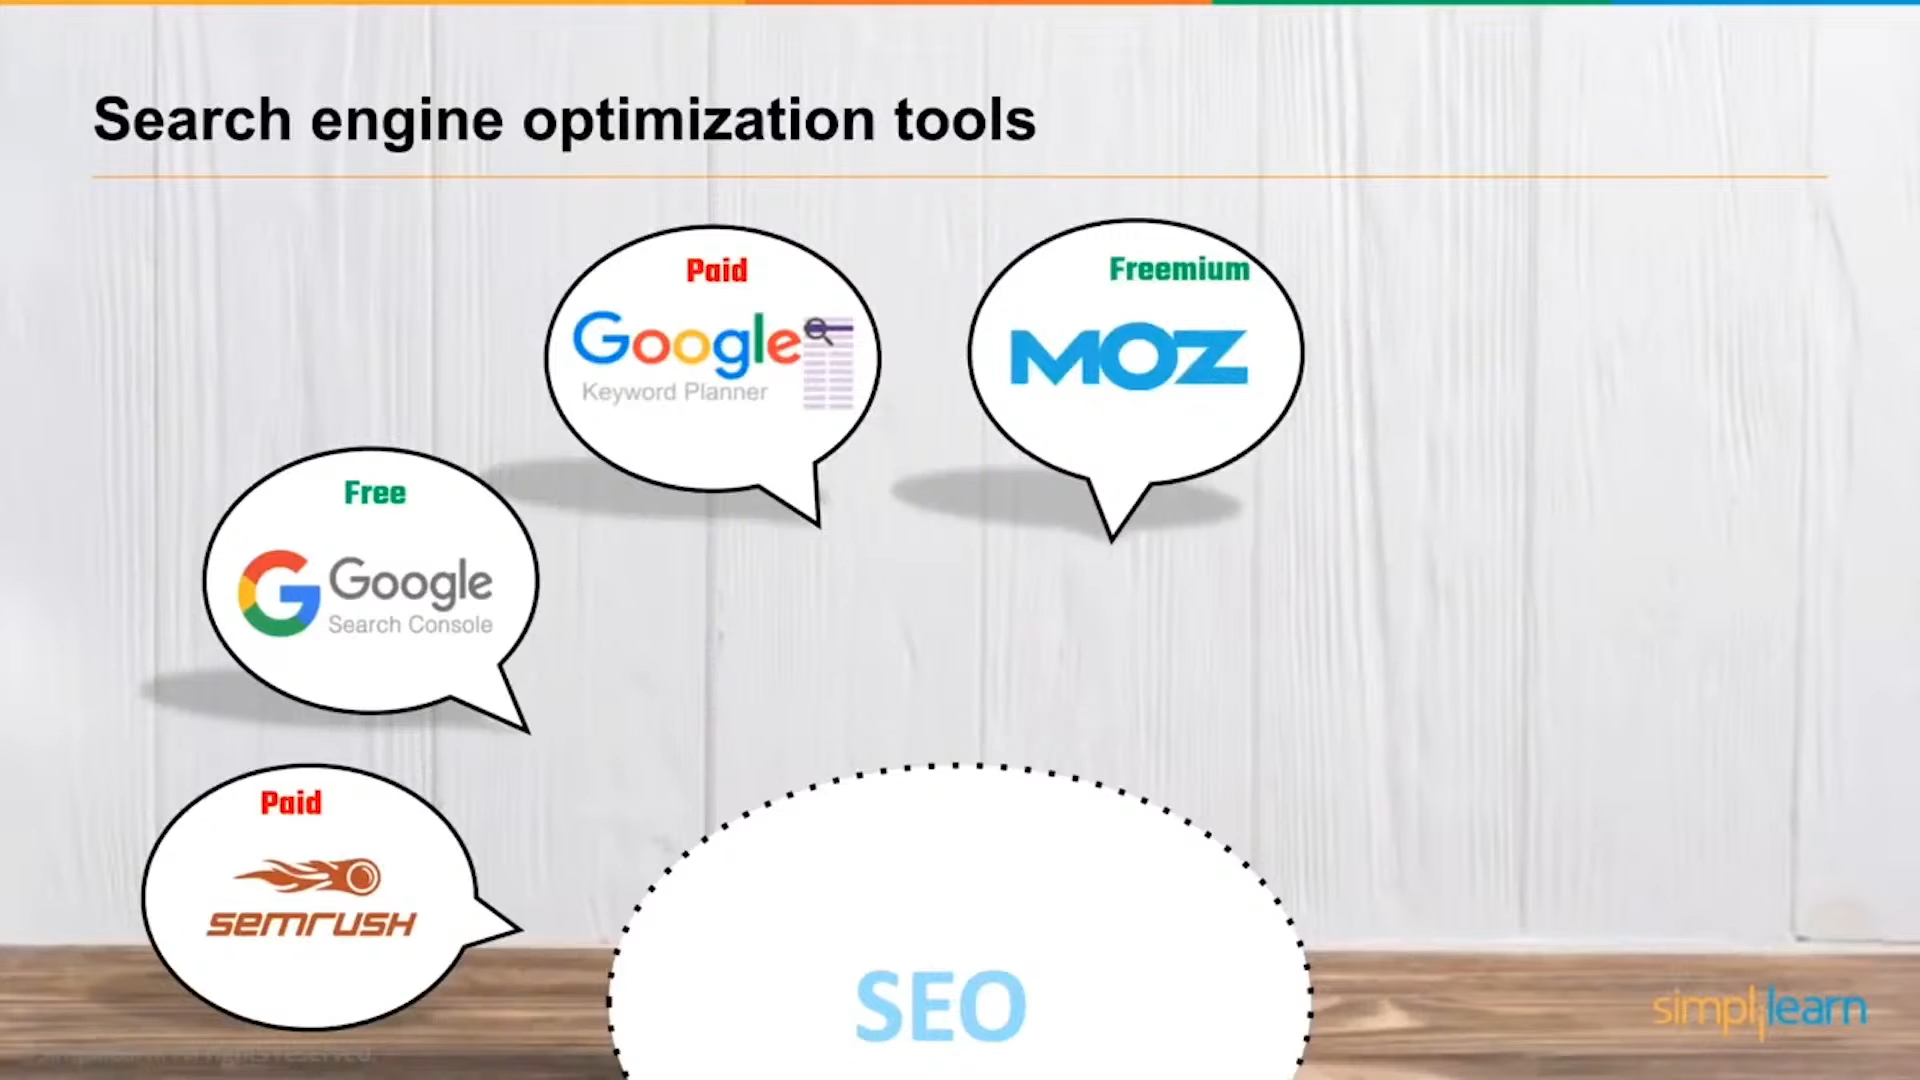 Search engine optimization tools
Paid
Google
Keyword Planner
Freemium
MOZ
Free
Google
Search Console
Paid
semrush
SEO
simplilearn